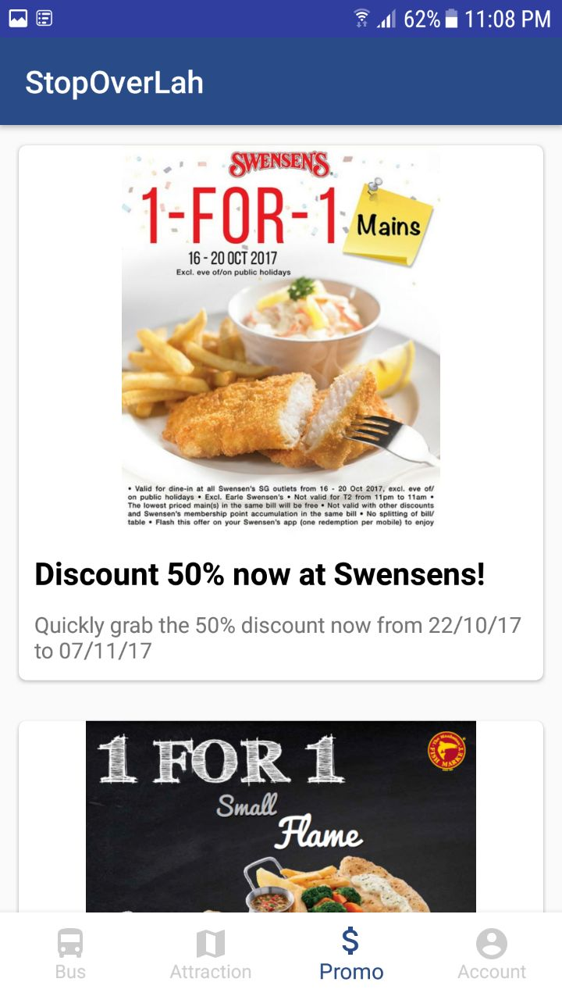 62% 11:08 PM
StopOverLah
SWENSEN'S
1-FOR-1
Mains
16 - 20 OCT 2017
Excl. eve of/on public holidays
• Valid for dine-in at all Swensen's SG outlets from 16 - 20 Oct 2017, excl. eve of/
on public holidays • Excl. Earle Swensen's • Not valid for T2 from 11pm to 11am •
The lowest priced main(s) in the same bill will be free • Not valid with other discounts
and Swensen's membership point accumulation in the same bill • No splitting of bill/
table • Flash this offer on your Swensen's app (one redemption per mobile) to enjoy
Discount 50% now at Swensens!
Quickly grab the 50% discount now from 22/10/17
to 07/11/17
1 FOR 1
The Manhattan
FISH MARKET
Small
Flame
$
Bus
Attraction
Promo
Account